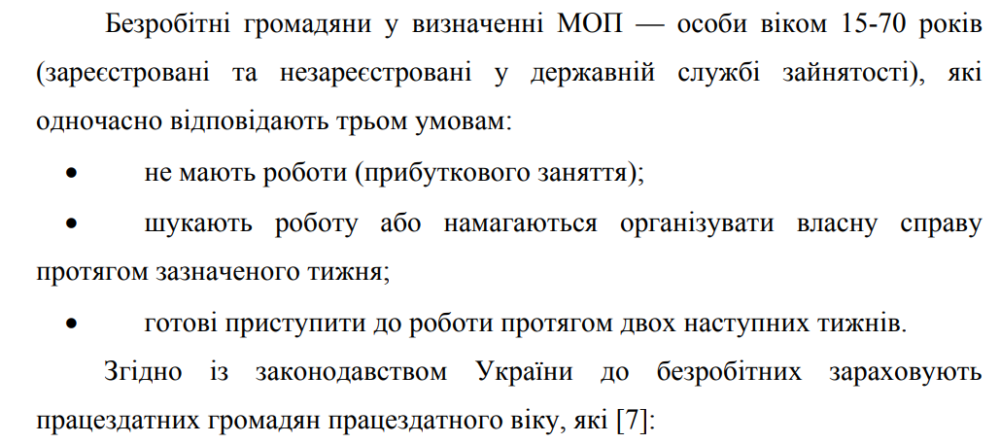 Безробітні громадяни у визначенні МОП — особи віком 15-70 років
(зареєстровані та незареєстровані у державній службі зайнятості), які
одночасно відповідають трьом умовам:
• не мають роботи (прибуткового заняття);
• шукають роботу або намагаються організувати власну справу
протягом зазначеного тижня;
• готові приступити до роботи протягом двох наступних тижнів.
Згідно із законодавством України до безробітних зараховують
працездатних громадян працездатного віку, які [7]: